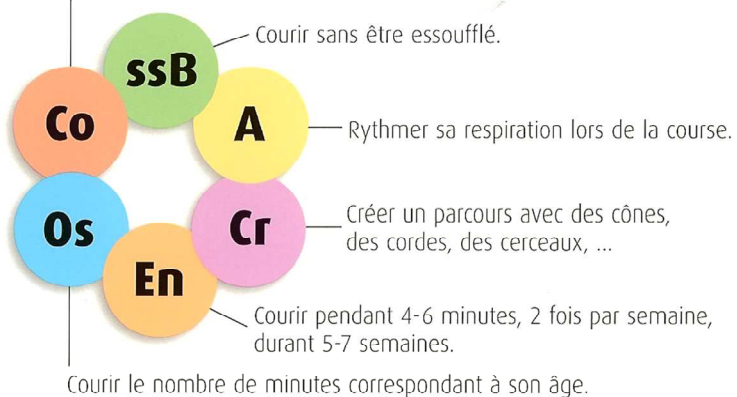 Courir sans être essoufflé.
ssB
Co
A
Rythmer sa respiration lors de la course.
Os
Cr
Créer un parcours avec des cônes,
des cordes, des cerceaux, ...
En
Courir pendant 4-6 minutes, 2 fois par semaine,
durant 5-7 semaines.
Courir le nombre de minutes correspondant à son âge.